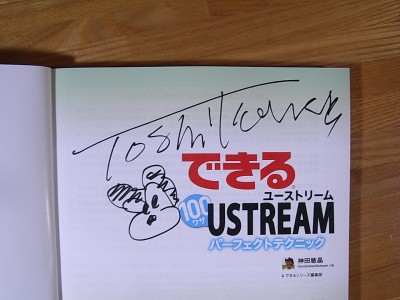 Toshi Kanda
できる
ユーストリーム
100
ワザ
USTREAM
パーフェクトテクニック
神田敏晶
&できるシリーズ編集部